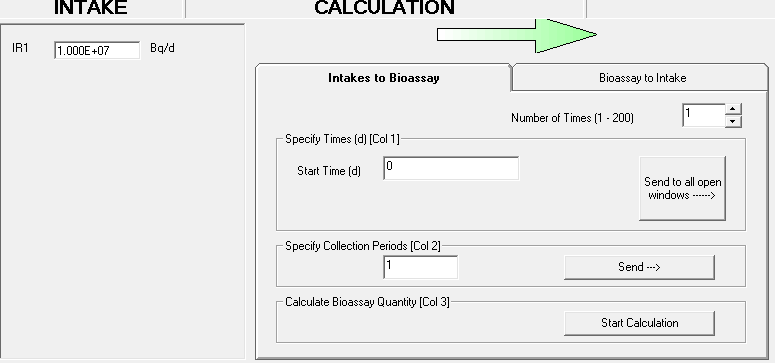 INTAKE
CALCULATION
IR1 1.000E+07 Bq/d
Intakes to Bioassay
Bioassay to Intake
Number of Times (1 - 200) 1
Specify Times (d) [Col 1]
Start Time (d) 0
Send to all open
windows ------>
Specify Collection Periods [Col 2]
1
Send --->
Calculate Bioassay Quantity [Col 3]
Start Calculation